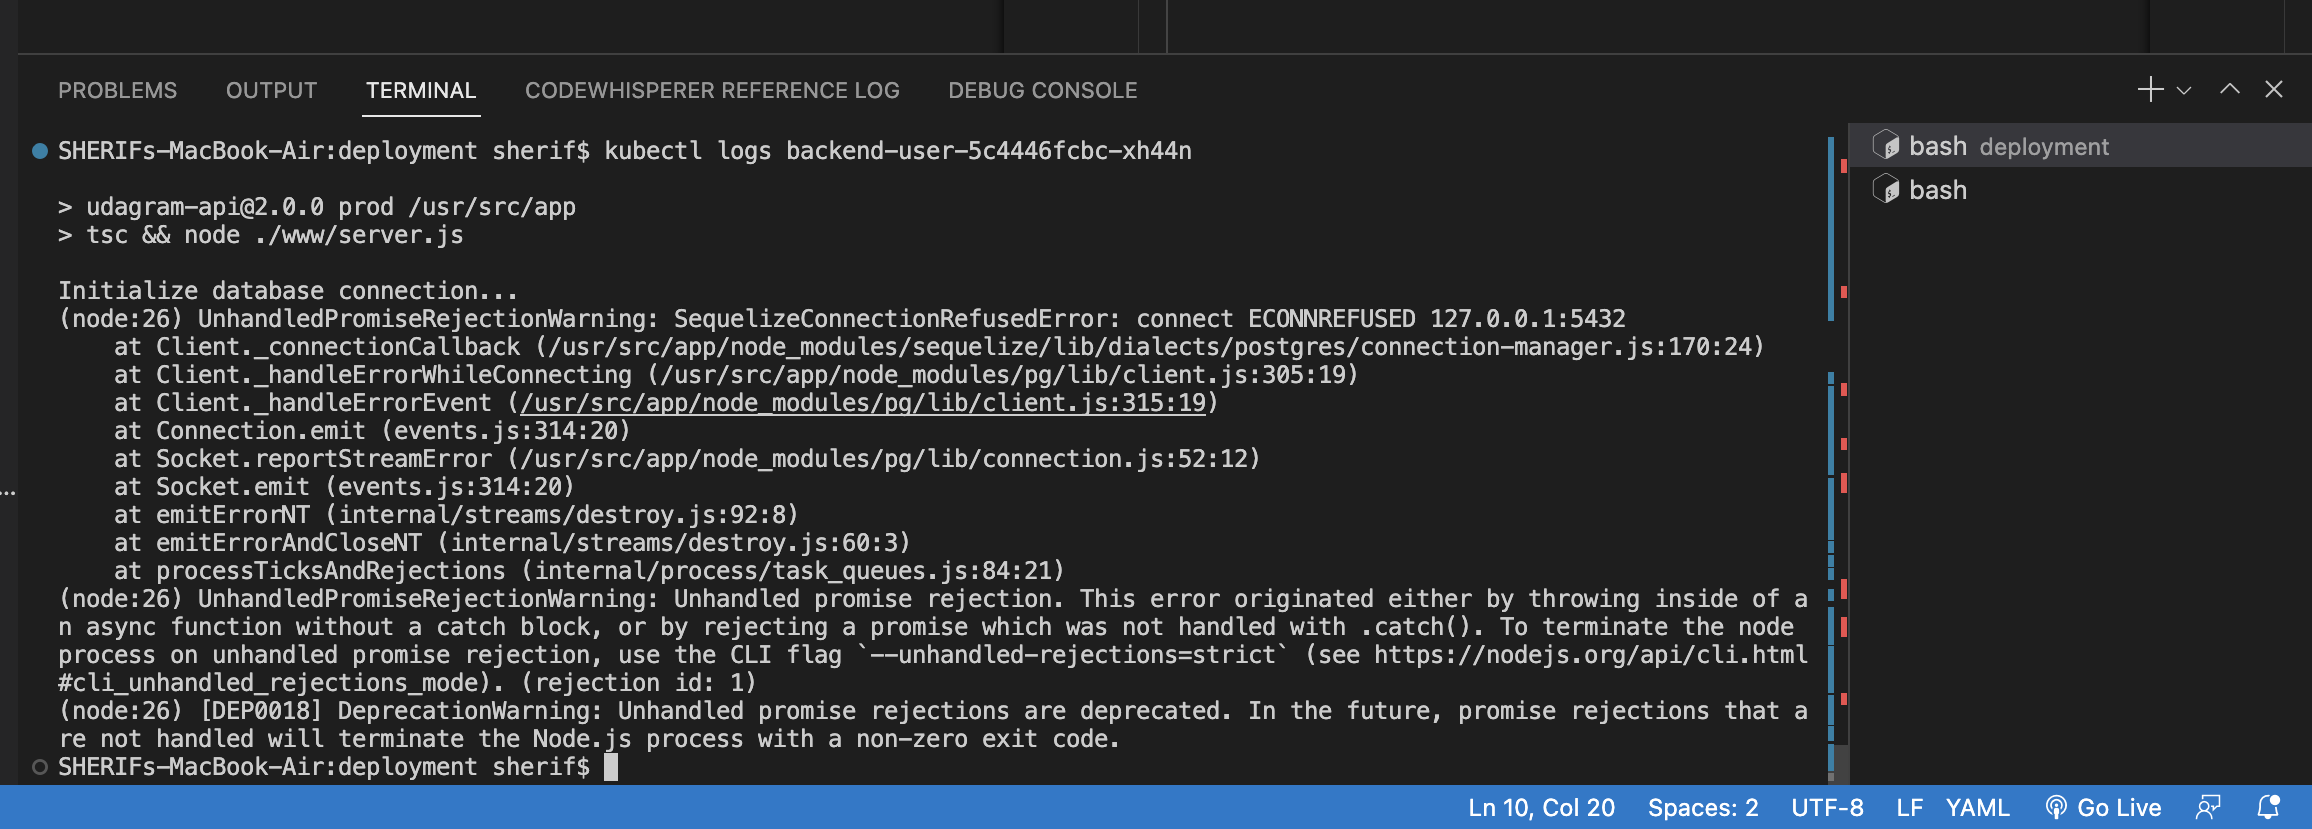 PROBLEMS OUTPUT TERMINAL CODEWHISPERER REFERENCE LOG DEBUG CONSOLE
SHERIFs-MacBook-Air:deployment sherif$ kubectl logs backend-user-5c4446fcbc-xh44n
> udagram-api@2.0.0 prod /usr/src/app
> tsc && node ./www/server.js
Initialize database connection...
(node:26) UnhandledPromiseRejectionWarning: SequelizeConnectionRefusedError: connect ECONNREFUSED 127.0.0.1:5432
    at Client._connectionCallback (/usr/src/app/node_modules/sequelize/lib/dialects/postgres/connection-manager.js:170:24)
    at Client._handleErrorWhileConnecting (/usr/src/app/node_modules/pg/lib/client.js:305:19)
    at Client._handleErrorEvent (/usr/src/app/node_modules/pg/lib/client.js:315:19)
    at Connection.emit (events.js:314:20)
    at Socket.reportStreamError (/usr/src/app/node_modules/pg/lib/connection.js:52:12)
    at Socket.emit (events.js:314:20)
    at emitErrorNT (internal/streams/destroy.js:92:8)
    at emitErrorAndCloseNT (internal/streams/destroy.js:60:3)
    at processTicksAndRejections (internal/process/task_queues.js:84:21)
(node:26) UnhandledPromiseRejectionWarning: Unhandled promise rejection. This error originated either by throwing inside of a
n async function without a catch block, or by rejecting a promise which was not handled with .catch(). To terminate the node
process on unhandled promise rejection, use the CLI flag `--unhandled-rejections=strict` (see https://nodejs.org/api/cli.html
#cli_unhandled_rejections_mode). (rejection id: 1)
(node:26) [DEP0018] DeprecationWarning: Unhandled promise rejections are deprecated. In the future, promise rejections that a
re not handled will terminate the Node.js process with a non-zero exit code.
SHERIFs-MacBook-Air:deployment sherif$
bash deployment
bash
Ln 10, Col 20 Spaces: 2 UTF-8 LF YAML Go Live